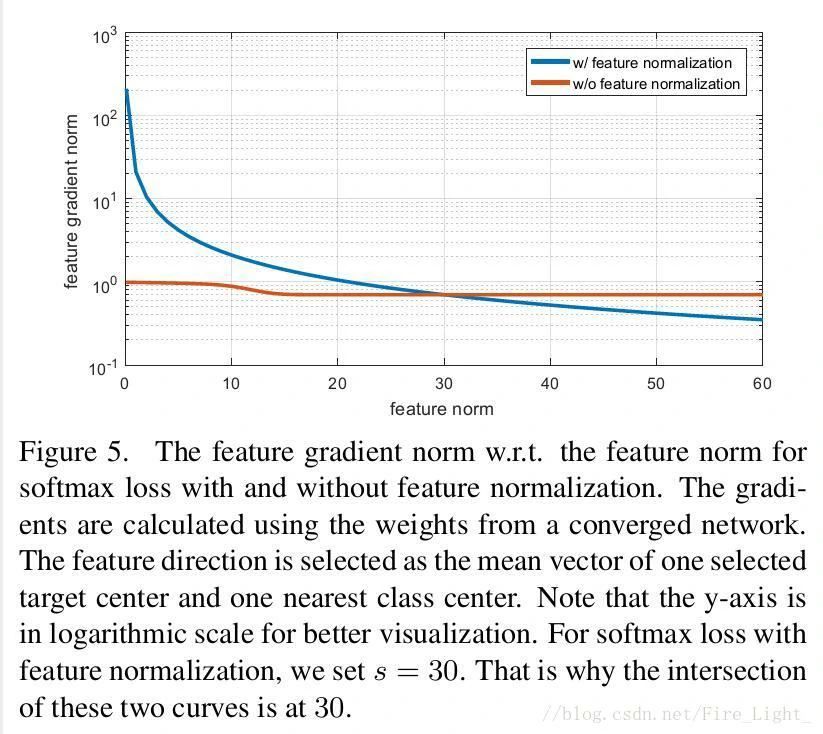 10³
w/ feature normalization
w/o feature normalization
10²
feature gradient norm
10¹
10⁰
10⁻¹
0 10 20 30 40 50 60
feature norm
Figure 5. The feature gradient norm w.r.t. the feature norm for
softmax loss with and without feature normalization. The gradi-
ents are calculated using the weights from a converged network.
The feature direction is selected as the mean vector of one selected
target center and one nearest class center. Note that the y-axis is
in logarithmic scale for better visualization. For softmax loss with
feature normalization, we set s = 30. That is why the intersection
of these two curves is at 30.
//blog.csdn.net/Fire_Light_